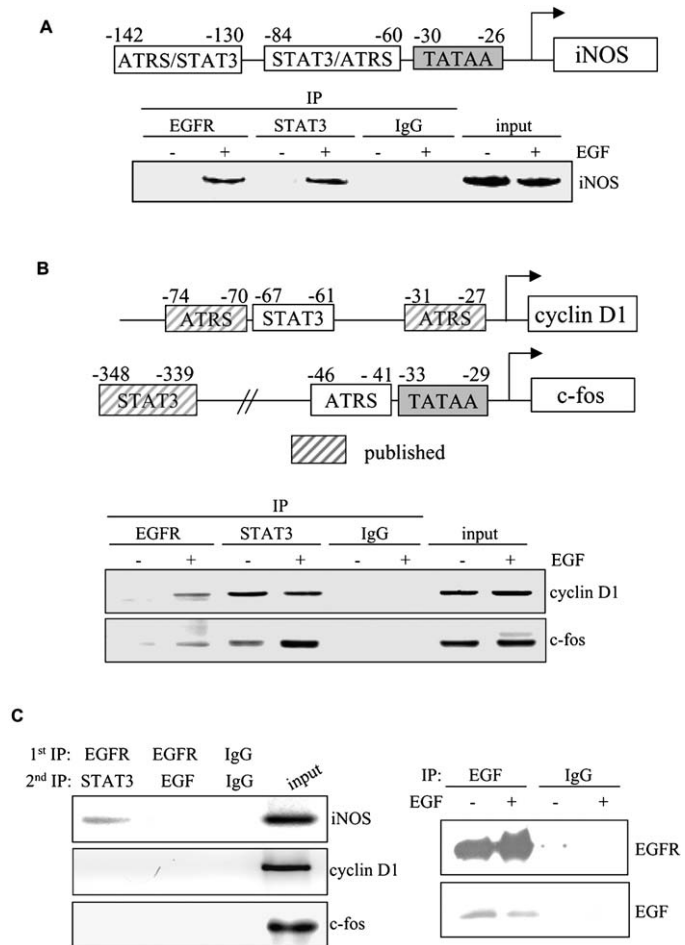 A
-142 -130 -84 -60 -30 -26
ATRS/STAT3 STAT3/ATRS TATAA iNOS
IP
EGFR STAT3 IgG input
- + - + - + - + EGF
iNOS
B
-74 -70 -67 -61 -31 -27
ATRS STAT3 ATRS cyclin D1
-348 -339 -46 -41 -33 -29
STAT3 // ATRS TATAA c-fos
published
IP
EGFR STAT3 IgG input
- + - + - + - + EGF
cyclin D1
c-fos
C
1st IP: EGFR EGFR IgG
2nd IP: STAT3 EGF IgG input
iNOS
cyclin D1
c-fos
IP: EGF IgG
EGF: - + - +
EGFR
EGF